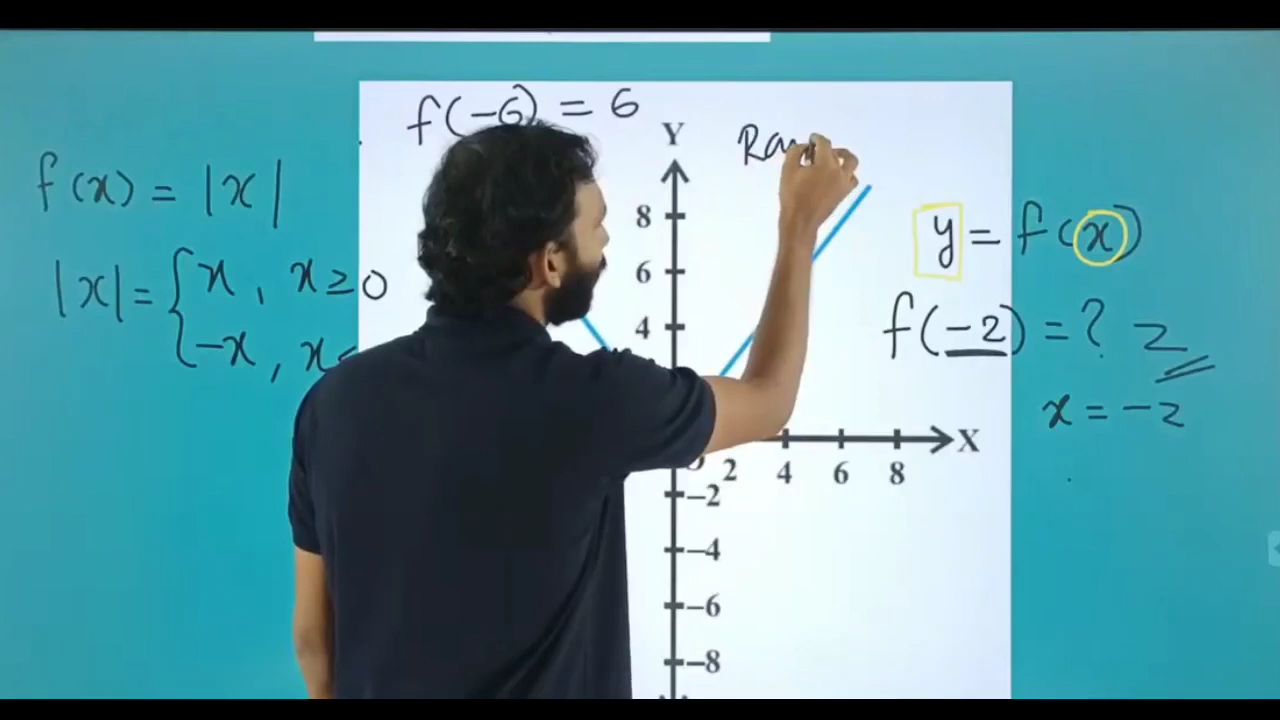 f(-6) = 6
f(x) = |x|
|x| = { x, x ≥ 0
-x, x
Y
8
6
4
X
2 4 6 8
-2
-4
-6
-8
y = f(x)
f(-2) = ? 2
x = -2